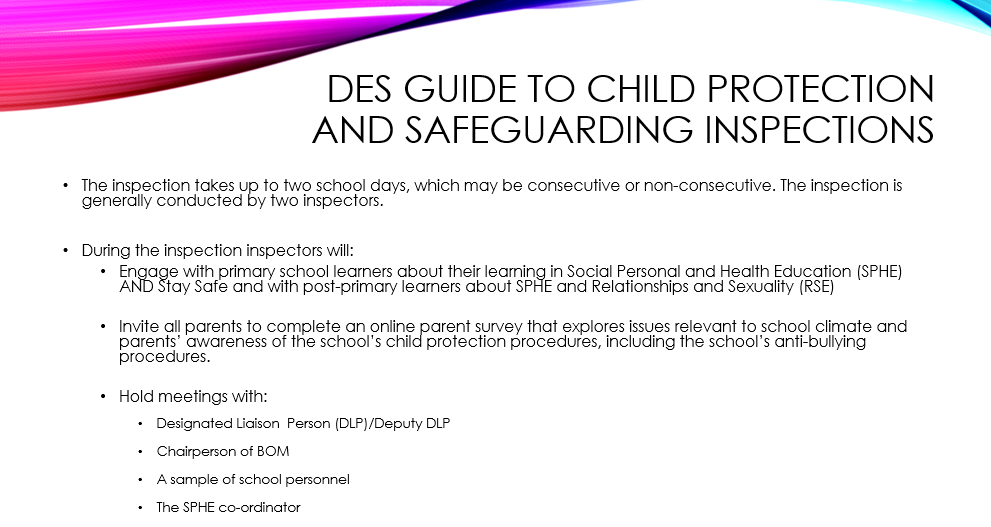 DES GUIDE TO CHILD PROTECTION
AND SAFEGUARDING INSPECTIONS
• The inspection takes up to two school days, which may be consecutive or non-consecutive. The inspection is
generally conducted by two inspectors.
• During the inspection inspectors will:
• Engage with primary school learners about their learning in Social Personal and Health Education (SPHE)
AND Stay Safe and with post-primary learners about SPHE and Relationships and Sexuality (RSE)
• Invite all parents to complete an online parent survey that explores issues relevant to school climate and
parents’ awareness of the school’s child protection procedures, including the school’s anti-bullying
procedures.
• Hold meetings with:
• Designated Liaison  Person (DLP)/Deputy DLP
• Chairperson of BOM
• A sample of school personnel
• The SPHE co-ordinator